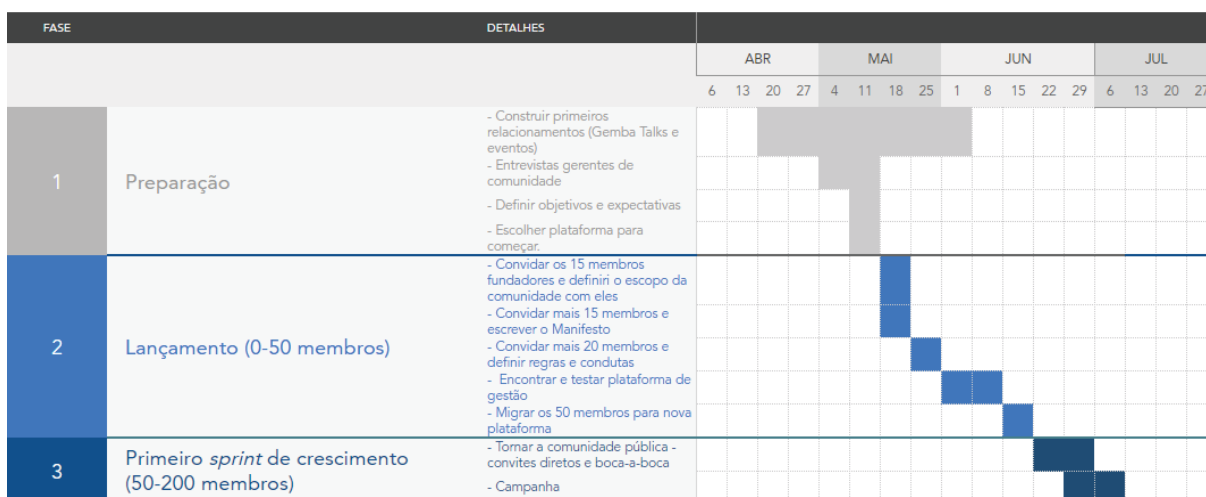 FASE DETALHES
ABR MAI JUN JUL
6 13 20 27 4 11 18 25 1 8 15 22 29 6 13 20 27
1
Preparação
- Construir primeiros
relacionamentos (Gemba Talks e
eventos)
- Entrevistas gerentes de
comunidade
- Definir objetivos e expectativas
- Escolher plataforma para
começar.
2
Lançamento (0-50 membros)
- Convidar os 15 membros
fundadores e definiri o escopo da
comunidade com eles
- Convidar mais 15 membros e
escrever o Manifesto
- Convidar mais 20 membros e
definir regras e condutas
- Encontrar e testar plataforma de
gestão
- Migrar os 50 membros para nova
plataforma
3
Primeiro sprint de crescimento
(50-200 membros)
- Tornar a comunidade pública -
convites diretos e boca-a-boca
- Campanha